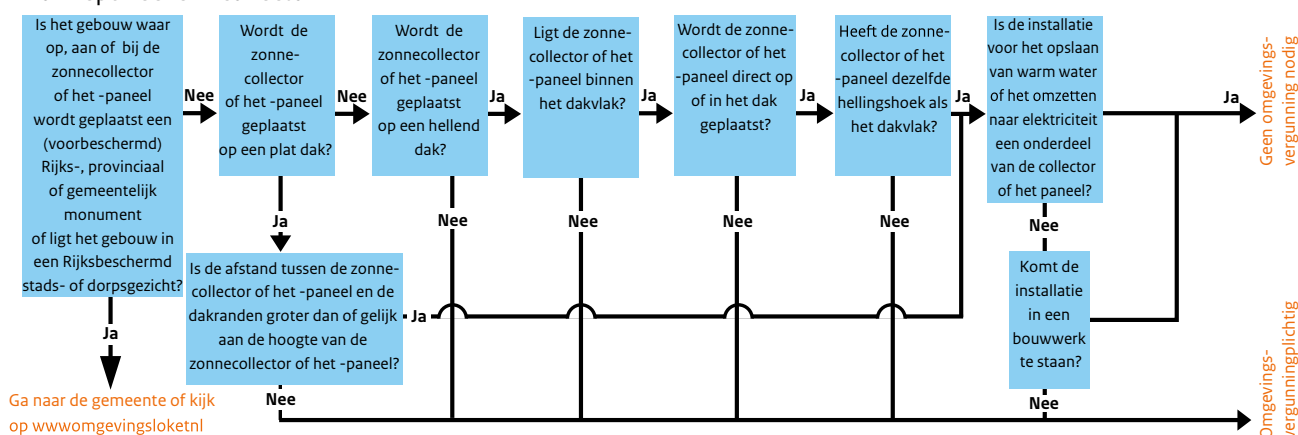 Is het gebouw waar
op, aan of bij de
zonnecollector
of het -paneel
wordt geplaatst een
(voorbeschermd)
Rijks-, provinciaal
of gemeentelijk
monument
of ligt het gebouw in
een Rijksbeschermd
stads- of dorpsgezicht?
Nee
Ja
Ga naar de gemeente of kijk
op wwwomgevingsloketnl
Wordt de
zonne-
collector
of het -paneel
geplaatst
op een plat dak?
Nee
Ja
Is de afstand tussen de zonne-
collector of het -paneel en de
dakranden groter dan of gelijk
aan de hoogte van de
zonnecollector of het -paneel?
Ja
Nee
Wordt de
zonnecollector
of het -paneel
geplaatst
op een hellend
dak?
Ja
Nee
Ligt de zonne-
collector of het
-paneel binnen
het dakvlak?
Ja
Nee
Wordt de zonne-
collector of het
-paneel direct op
of in het dak
geplaatst?
Ja
Nee
Heeft de zonne-
collector of het
-paneel dezelfde
hellingshoek als
het dakvlak?
Ja
Nee
Is de installatie
voor het opslaan
van warm water
of het omzetten
naar elektriciteit
een onderdeel
van de collector
of het paneel?
Ja
Nee
Komt de
installatie
in een
bouwwerk
te staan?
Nee
Geen omgevings-
vergunning nodig
Omgevings-
vergunningplichtig